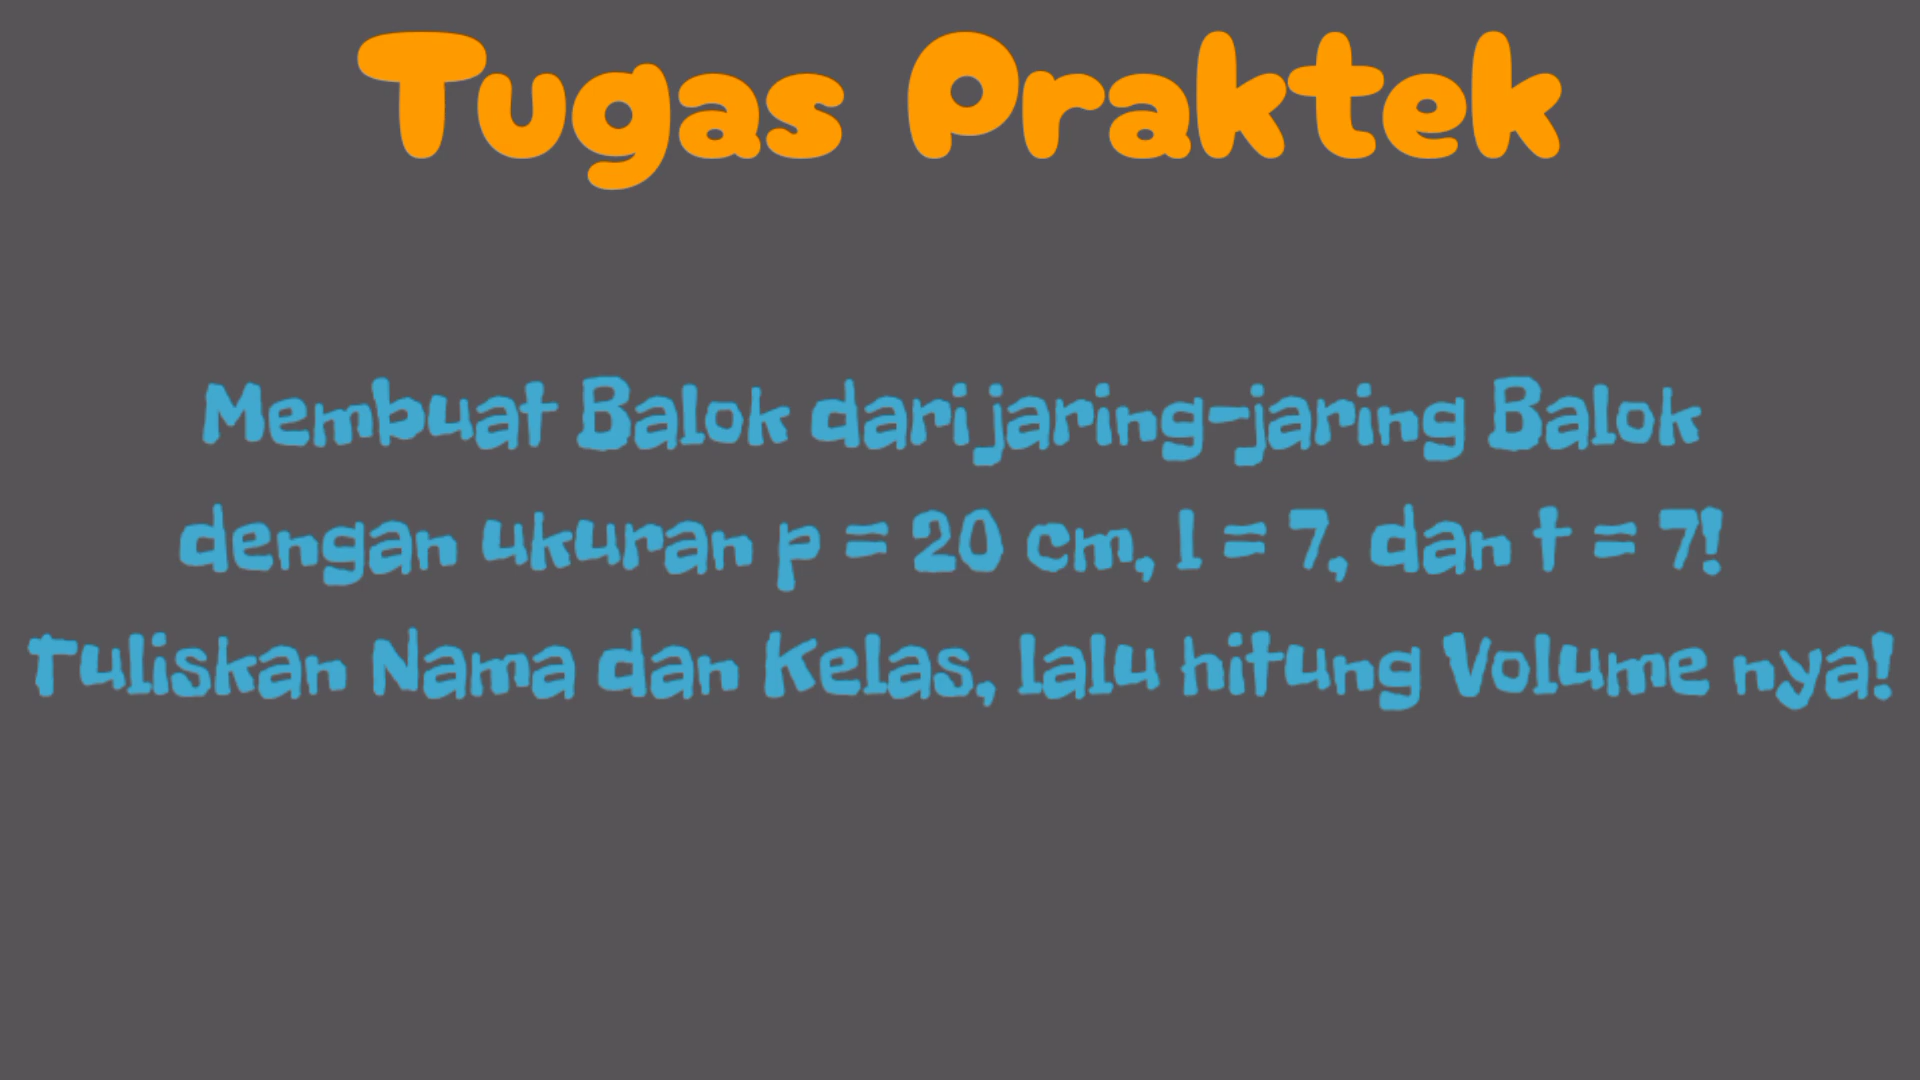 Tugas Praktek
Membuat Balok dari jaring-jaring Balok
dengan ukuran p = 20 cm, l = 7, dan t = 7!
Tuliskan Nama dan Kelas, lalu hitung Volume nya!